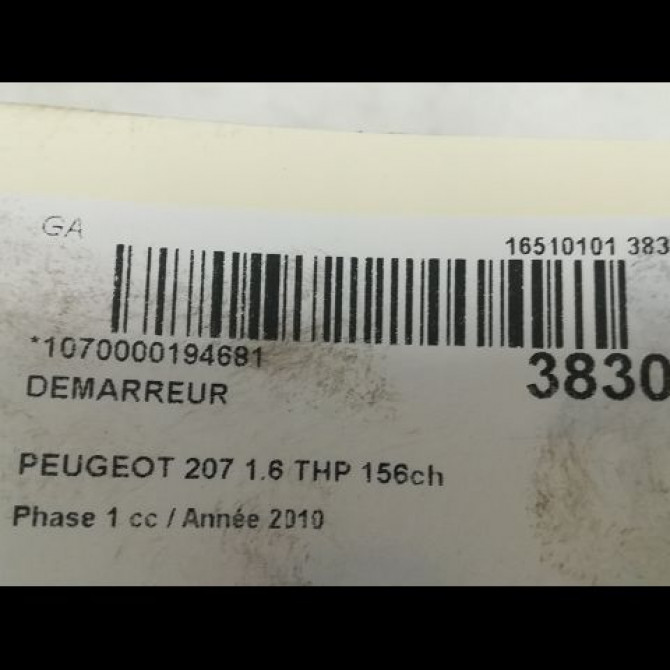 GA
16510101 383
*1070000194681
3830
DEMARREUR
PEUGEOT 207 1.6 THP 156ch
Phase 1 cc / Année 2010